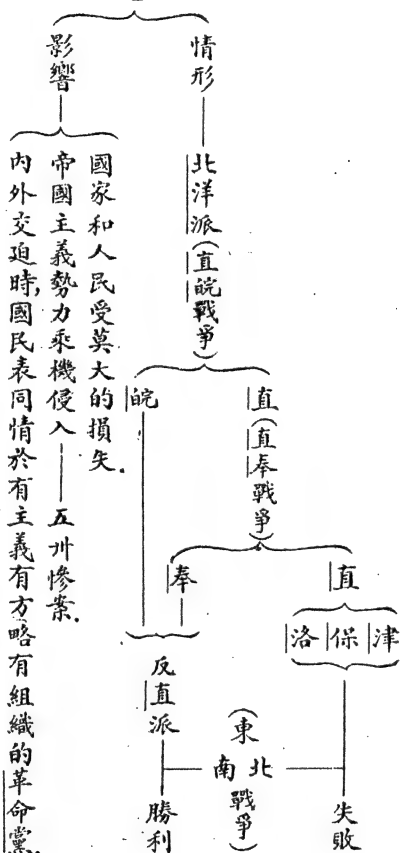 情形
北洋派(直皖戰爭)
直(直奉戰爭)
直
津
保
洛
失敗
奉
皖
反直派
勝利
(東南北戰爭)
影響
國家和人民受莫大的損失.
帝國主義勢力乘機侵入——五卅慘案.
內外交迫時,國民表同情於有主義有方略有組織的革命黨.